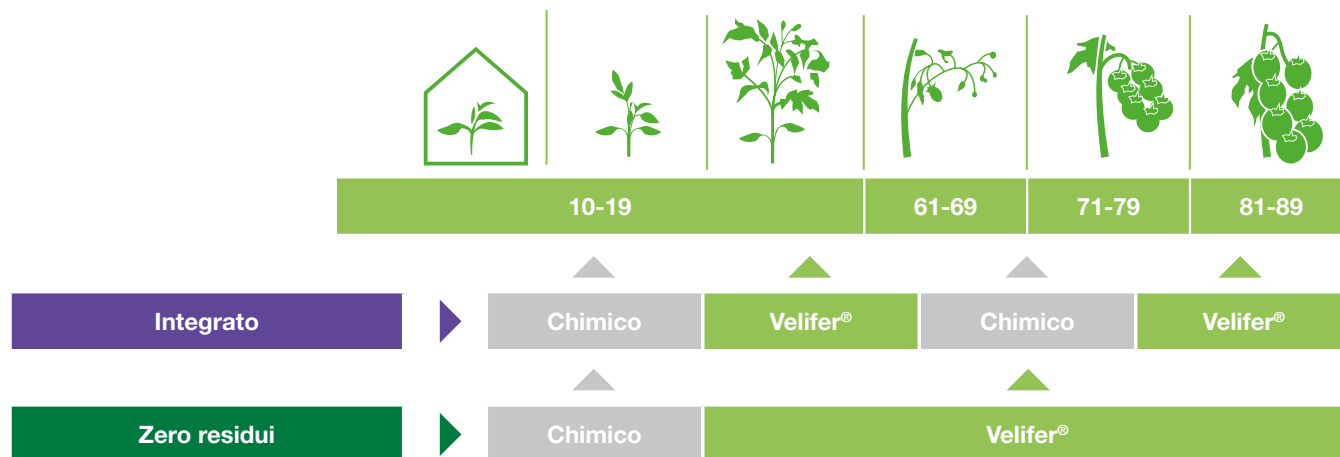 10-19 61-69 71-79 81-89
Integrato Chimico Velifer® Chimico Velifer®
Zero residui Chimico Velifer®